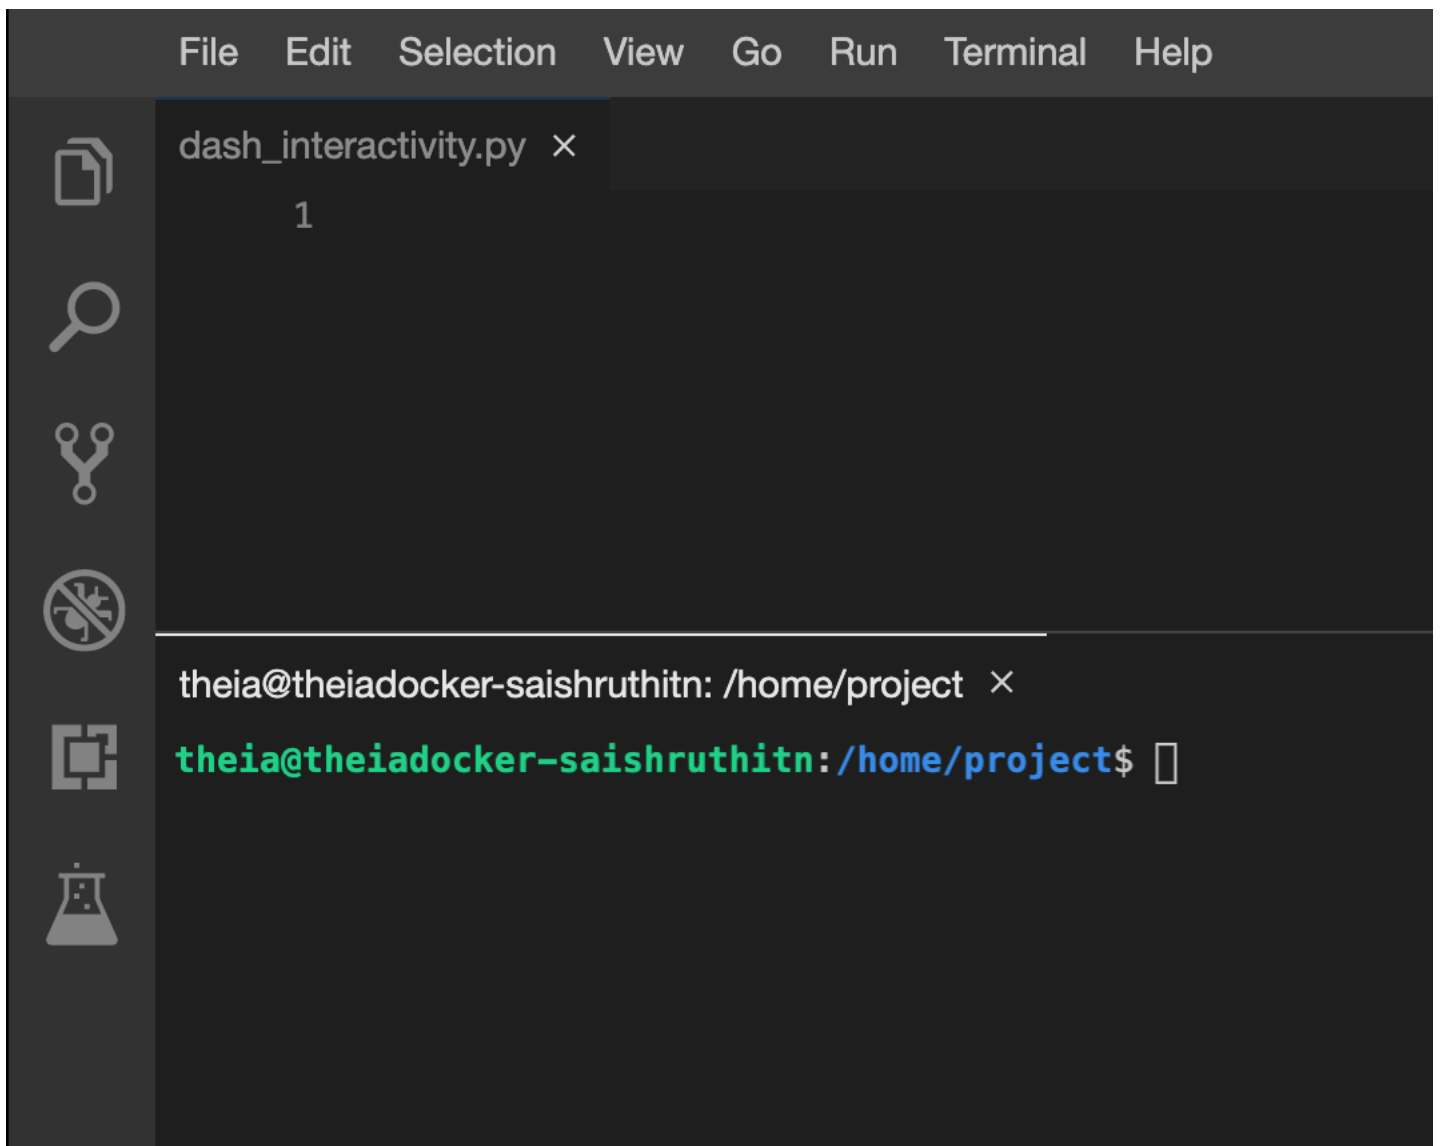 File Edit Selection View Go Run Terminal Help
dash_interactivity.py ×
1
theia@theiadocker-saishruthitn: /home/project ×
theia@theiadocker-saishruthitn:/home/project$